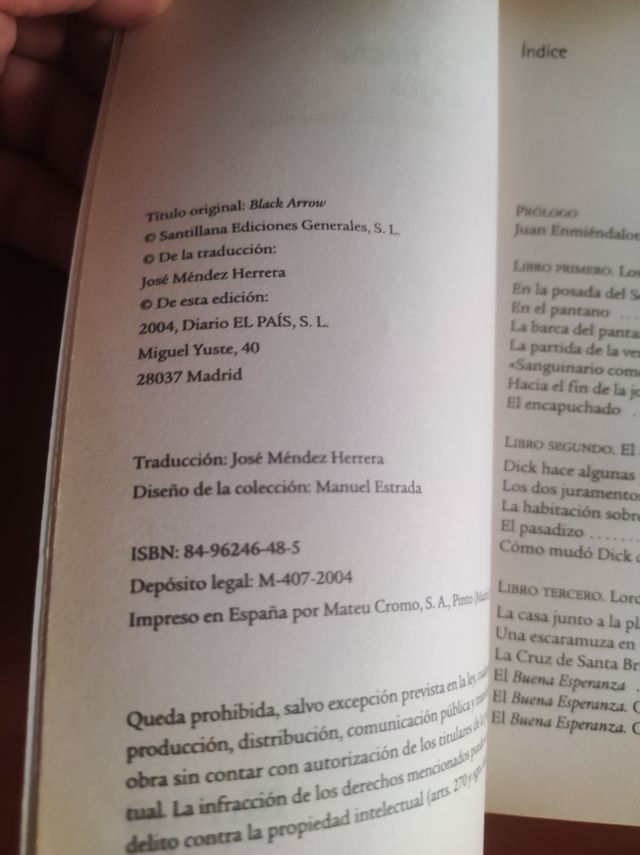 Título original: Black Arrow
© Santillana Ediciones Generales, S. L.
© De la traducción:
José Méndez Herrera
© De esta edición:
2004, Diario EL PAÍS, S. L.
Miguel Yuste, 40
28037 Madrid
Traducción: José Méndez Herrera
Diseño de la colección: Manuel Estrada
ISBN: 84-96246-48-5
Depósito legal: M-407-2004
Impreso en España por Mateu Cromo, S. A., Pinto
Queda prohibida, salvo excepción prevista en la ley,
producción, distribución, comunicación pública y
obra sin contar con autorización de los titulares de la
tual. La infracción de los derechos mencionados
delito contra la propiedad intelectual (arts. 270 y sgts.
Índice
PRÓLOGO
Juan Enmiéndalo
LIBRO PRIMERO. Los
En la posada del
En el pantano ...
La barca del
La partida de la
«Sanguinario
Hacia el fin de la
El encapuchado .
LIBRO SEGUNDO. El
Dick hace algunas
Los dos juramentos
La habitación
El pasadizo ........
Cómo mudó Dick
LIBRO TERCERO.
La casa junto a la
Una escaramuza en
La Cruz de Santa
El Buena Esperanza
El Buena Esperanza.
El Buena Esperanza.